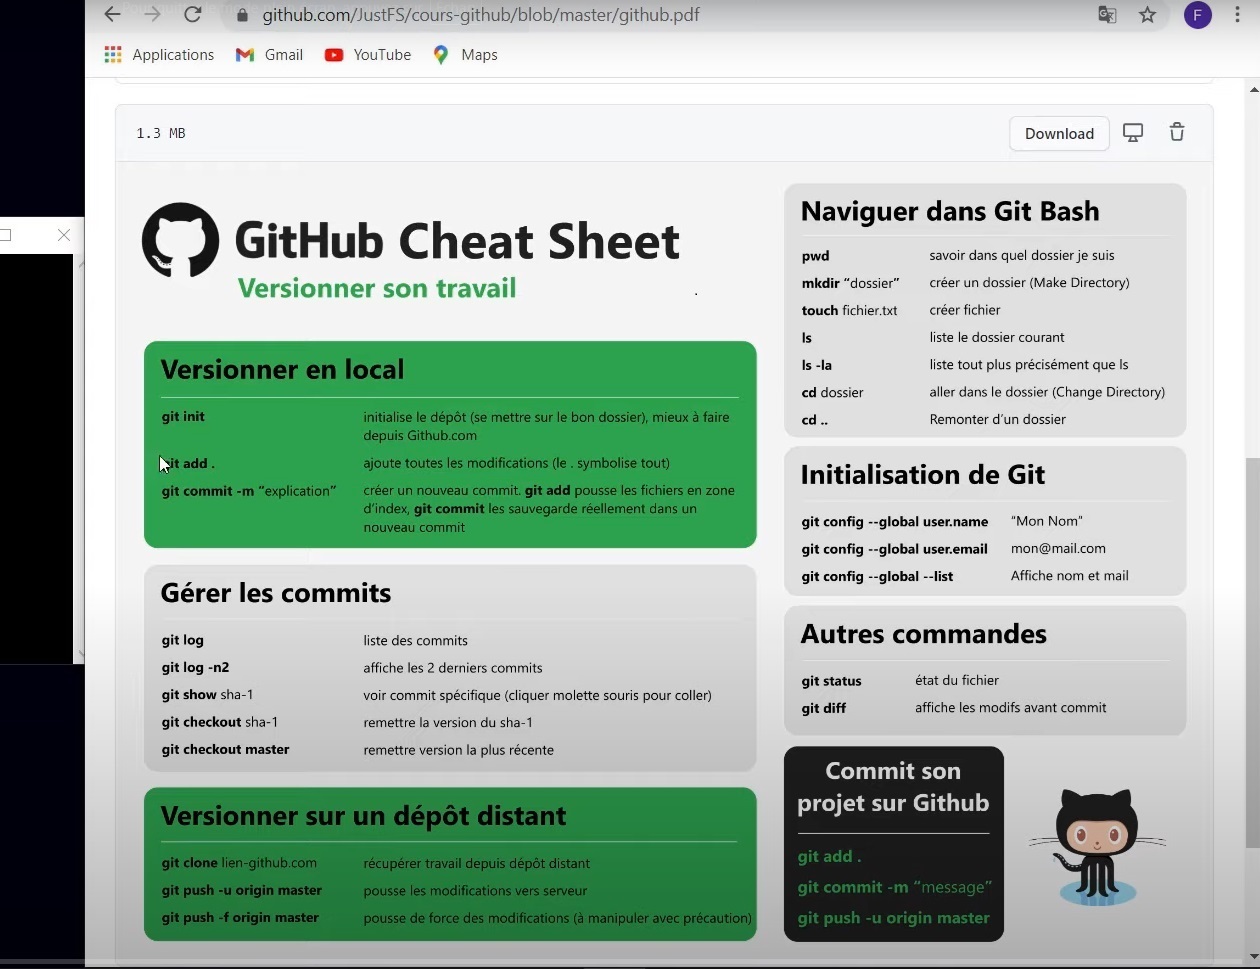 github.com/JustFS/cours-github/blob/master/github.pdf
F
Applications Gmail YouTube Maps
1.3 MB
Download
GitHub Cheat Sheet
Versionner son travail
Versionner en local
git init initialise le dépôt (se mettre sur le bon dossier), mieux à faire
depuis Github.com
git add . ajoute toutes les modifications (le . symbolise tout)
git commit -m “explication” créer un nouveau commit. git add pousse les fichiers en zone
d’index, git commit les sauvegarde réellement dans un
nouveau commit
Gérer les commits
git log liste des commits
git log -n2 affiche les 2 derniers commits
git show sha-1 voir commit spécifique (cliquer molette souris pour coller)
git checkout sha-1 remettre la version du sha-1
git checkout master remettre version la plus récente
Versionner sur un dépôt distant
git clone lien-github.com récupérer travail depuis dépôt distant
git push -u origin master pousse les modifications vers serveur
git push -f origin master pousse de force des modifications (à manipuler avec précaution)
Naviguer dans Git Bash
pwd savoir dans quel dossier je suis
mkdir “dossier” créer un dossier (Make Directory)
touch fichier.txt créer fichier
ls liste le dossier courant
ls -la liste tout plus précisément que ls
cd dossier aller dans le dossier (Change Directory)
cd .. Remonter d’un dossier
Initialisation de Git
git config --global user.name “Mon Nom”
git config --global user.email mon@mail.com
git config --global --list Affiche nom et mail
Autres commandes
git status état du fichier
git diff affiche les modifs avant commit
Commit son
projet sur Github
git add .
git commit -m “message”
git push -u origin master